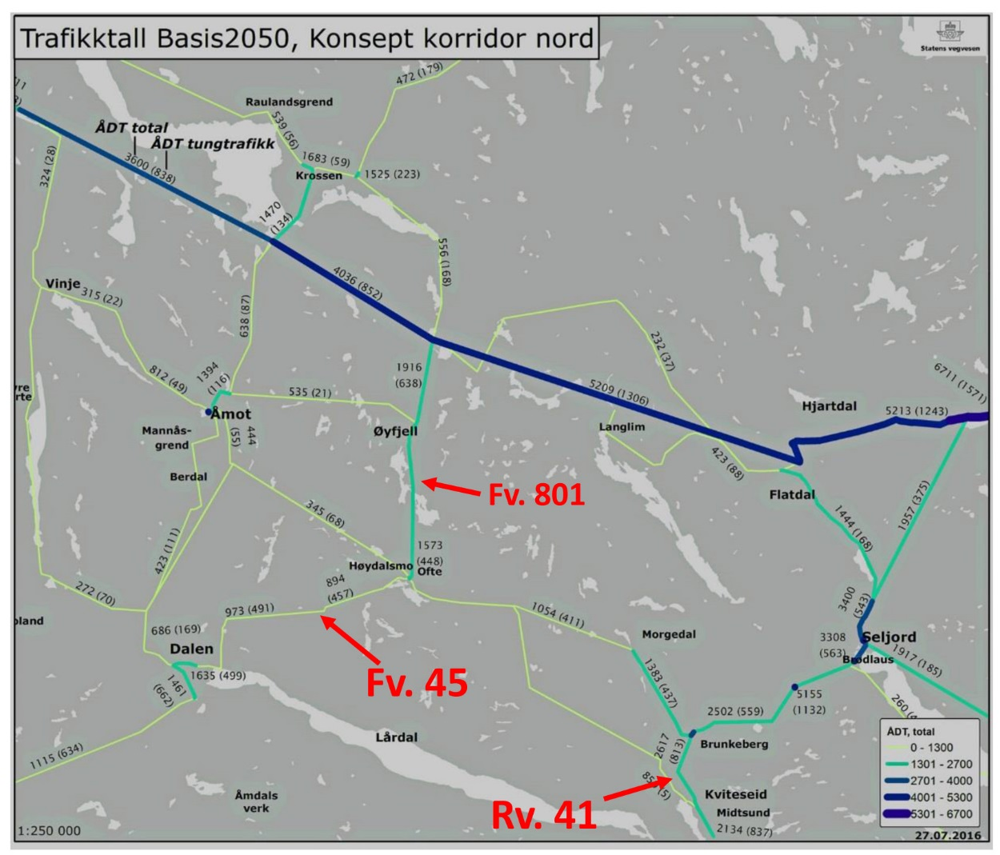 Trafikktall Basis2050, Konsept korridor nord
Statens vegvesen
472 (179)
Raulandsgrend
539 (56)
ÅDT total
ÅDT tungtrafikk
3600 (838)
324 (28)
1683 (59)
Krossen
1525 (223)
1470
(134)
556 (168)
4036 (852)
Vinje
315 (22)
638 (87)
232 (37)
812 (49)
1394
(116)
1916
(638)
535 (21)
5209 (1306)
6711 (1571)
Hjartdal
5213 (1243)
Åmot
Mannås-
grend
444
(55)
Øyfjell
Langlim
423 (88)
Berdal
Fv. 801
Flatdal
345 (68)
1444 (168)
1957 (375)
423 (111)
1573
(448)
Høydalsmo
Ofte
894
(457)
272 (70)
973 (491)
1054 (411)
3400
(543)
686 (169)
Dalen
Morgedal
3308
(563)
Seljord
Brødlaus
1917 (185)
1635 (499)
1461
(662)
Fv. 45
1383 (437)
5155
(1132)
2502 (559)
260
Lårdal
2617
(813)
Brunkeberg
1115 (634)
Åmdals
verk
Rv. 41
Kviteseid
Midtsund
2134 (837)
ÅDT, total
0 - 1300
1301 - 2700
2701 - 4000
4001 - 5300
5301 - 6700
1:250 000
27.07.2016